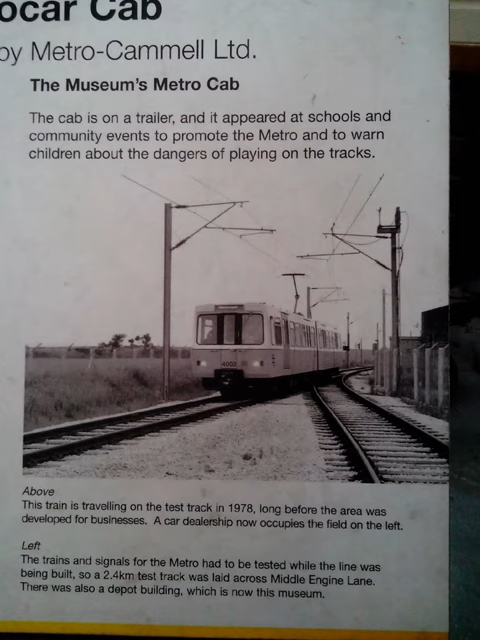 ocar Cab
by Metro-Cammell Ltd.
The Museum's Metro Cab
The cab is on a trailer, and it appeared at schools and
community events to promote the Metro and to warn
children about the dangers of playing on the tracks.
4002
Above
This train is travelling on the test track in 1978, long before the area was
developed for businesses. A car dealership now occupies the field on the left.
Left
The trains and signals for the Metro had to be tested while the line was
being built, so a 2.4km test track was laid across Middle Engine Lane.
There was also a depot building, which is now this museum.